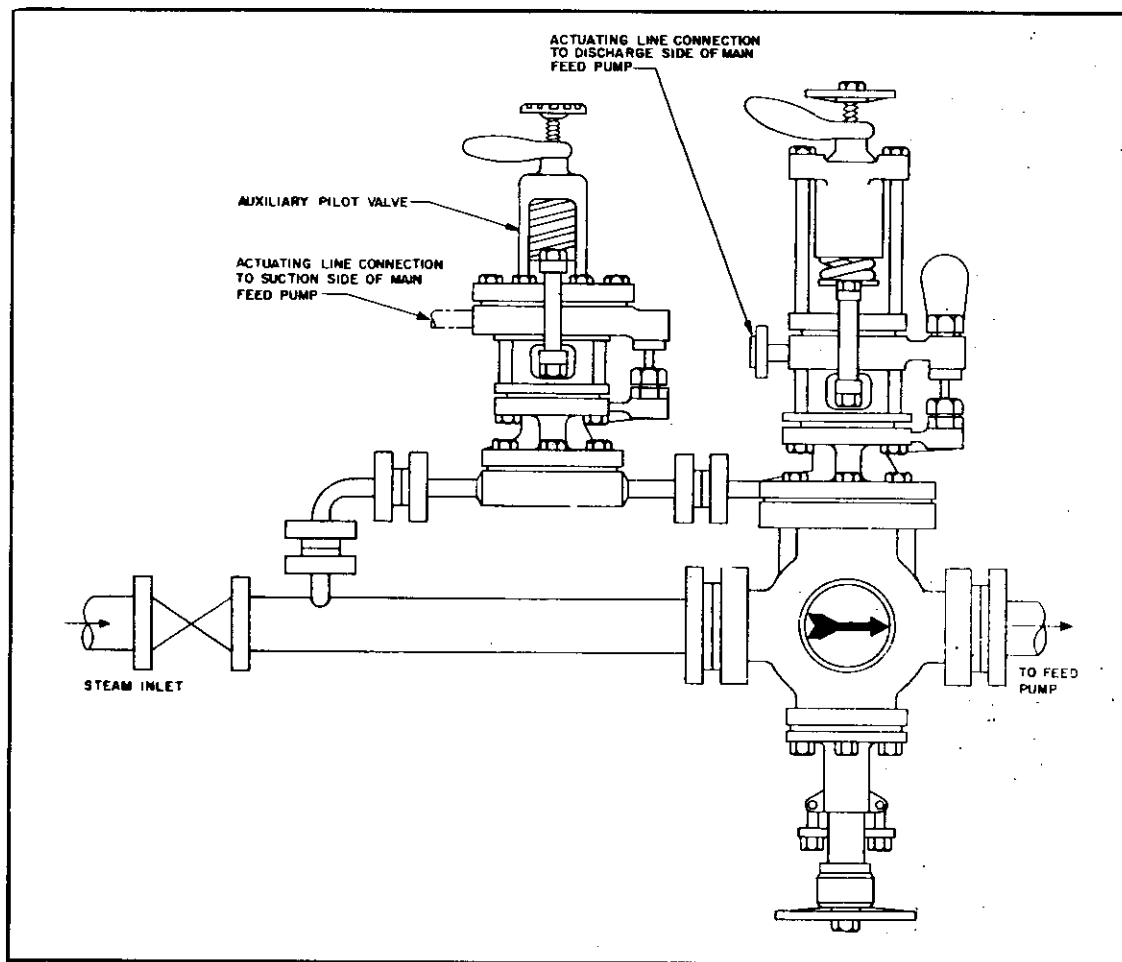 ACTUATING LINE CONNECTION
TO DISCHARGE SIDE OF MAIN
FEED PUMP
AUXILIARY PILOT VALVE
ACTUATING LINE CONNECTION
TO SUCTION SIDE OF MAIN
FEED PUMP
STEAM INLET
TO FEED
PUMP